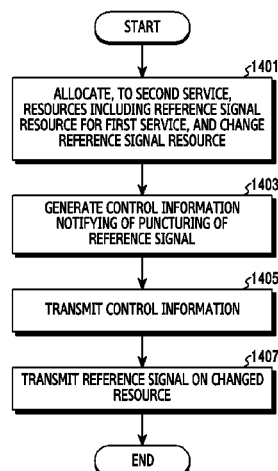 START
1401
ALLOCATE, TO SECOND SERVICE,
RESOURCES INCLUDING REFERENCE SIGNAL
RESOURCE FOR FIRST SERVICE, AND CHANGE
REFERENCE SIGNAL RESOURCE
1403
GENERATE CONTROL INFORMATION
NOTIFYING OF PUNCTURING OF
REFERENCE SIGNAL
1405
TRANSMIT CONTROL INFORMATION
1407
TRANSMIT REFERENCE SIGNAL ON CHANGED
RESOURCE
END